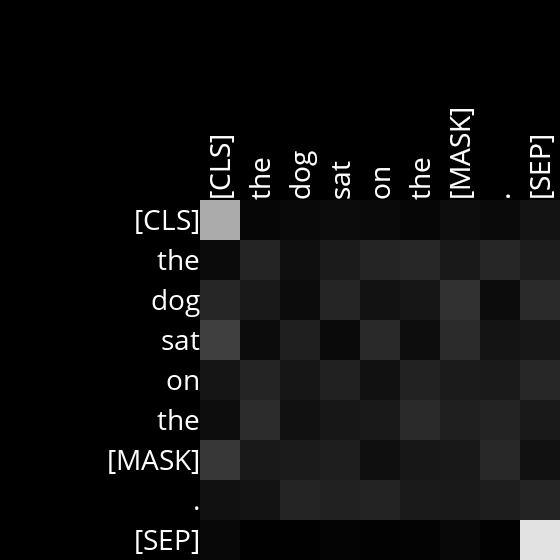 [CLS] the dog sat on the [MASK] . [SEP]
[CLS]
the
dog
sat
on
the
[MASK]
.
[SEP]